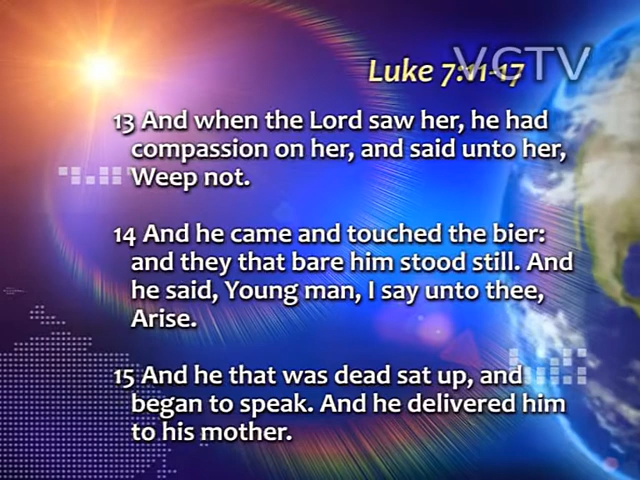 VCTV
Luke 7:11-17
13 And when the Lord saw her, he had
compassion on her, and said unto her,
Weep not.
14 And he came and touched the bier:
and they that bare him stood still. And
he said, Young man, I say unto thee,
Arise.
15 And he that was dead sat up, and
began to speak. And he delivered him
to his mother.